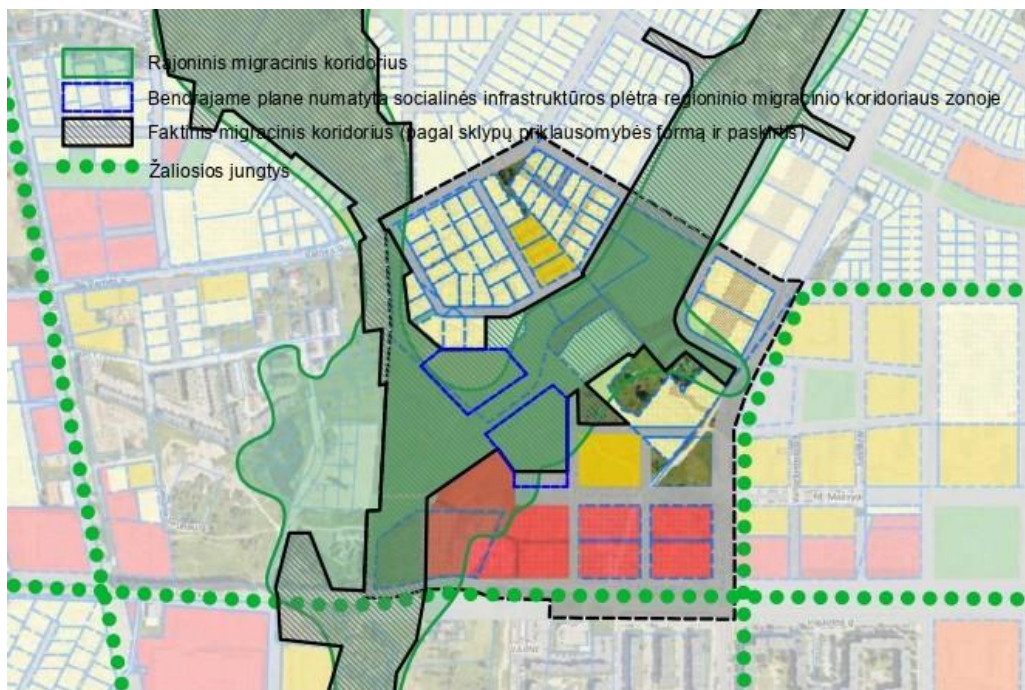 Rajoninis migracinis koridorius
Bendrajame plane numatyta socialinės infrastruktūros plėtra regioninio migracinio koridoriaus zonoje
Faktinis migracinis koridorius (pagal sklypų priklausomybės formą ir paskirtis)
Žaliosios jungtys